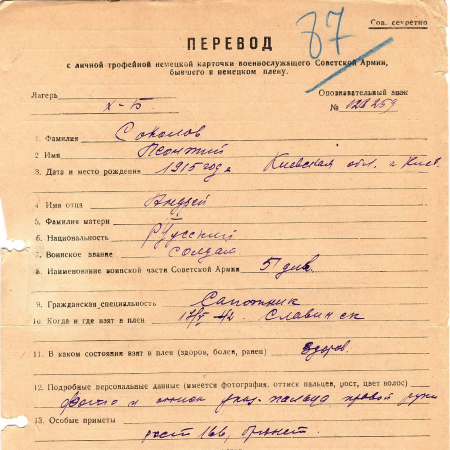 87
Сов. секретно
ПЕРЕВОД
с личной трофейной немецкой карточки военнослужащего Советской Армии,
бывшего в немецком плену.
Лагерь X-Б Опознавательный знак
№ 128259
1. Фамилия Соколов
2 Имя Леонтий
3. Дата и место рождения 1915 года Киевская обл. г Киев.
4 Имя отца Андрей
5. Фамилия матери
6. Национальность Русский
7. Воинское звание солдат
8. Наименование воинской части Советской Армии 51 див.
9. Гражданская специальность Сапожник
10. Когда и где взят в плен 17/V 42 Славинск
11. В каком состоянии взят в плен (здоров, болен, ранен) здоров.
12. Подробные персональные данные (имеется фотография, оттиск пальцев, рост, цвет волос)
фото и оттиск указ. пальца правой руки
13. Особые приметы
рост 166, брюнет.